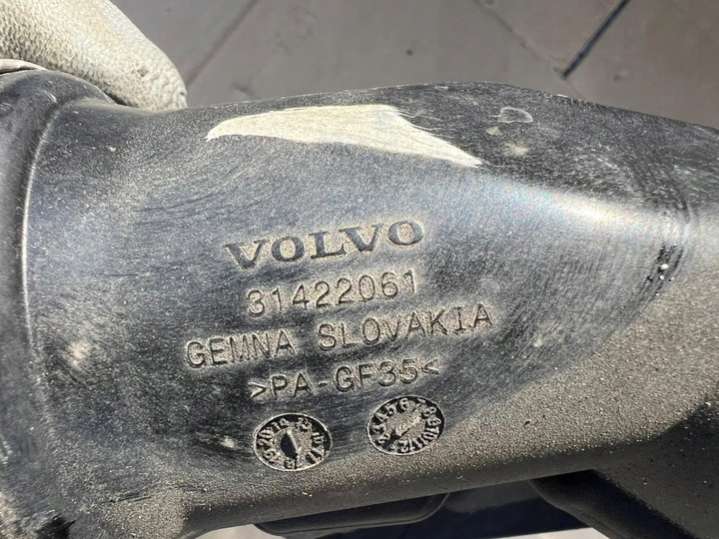 VOLVO
31422061
GEMNA SLOVAKIA
>PA-GF35<